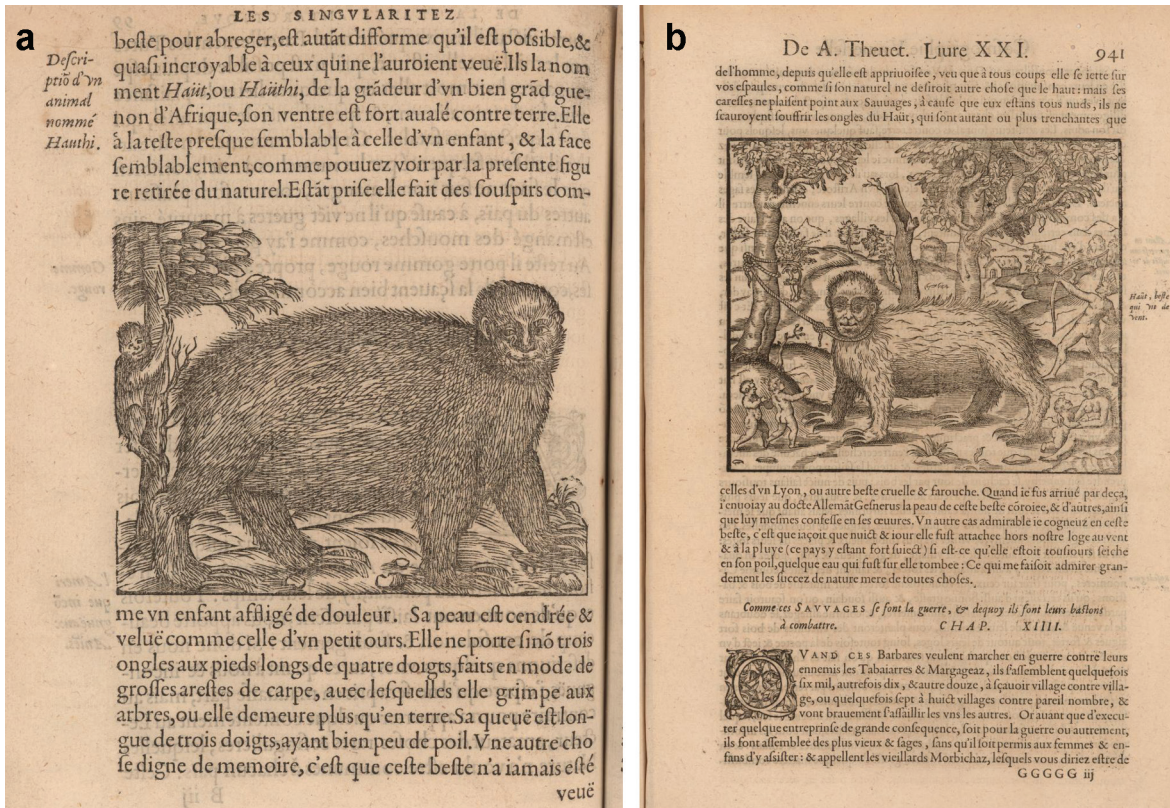 a
LES SINGVLARITEZ
beste pour abreger, est autāt difforme qu'il est possible, &
quasi incroyable à ceux qui ne l'auroient veuë. Ils la nom
ment Haüt, ou Haüthi, de la grādeur d'vn bien grād gue-
non d'Afrique, son ventre est fort aualé contre terre. Elle
à la teste presque semblable à celle d'vn enfant, & la face
semblablement, comme pouuez voir par la presente figu
re retirée du naturel. Estāt prise elle fait des souspirs com-
Descri-
ptiō d'vn
animal
nommé
Hauthi.
me vn enfant affligé de douleur. Sa peau est cendrée &
veluë comme celle d'vn petit ours. Elle ne porte sinō trois
ongles aux pieds longs de quatre doigts, faits en mode de
grosses arestes de carpe, auec lesquelles elle grimpe aux
arbres, ou elle demeure plus qu'en terre. Sa queuë est lon-
gue de trois doigts, ayant bien peu de poil. Vne autre cho
se digne de memoire, c'est que ceste beste n'a iamais esté
veuë
b
De A. Theuet. Liure XXI. 941
de l'homme, depuis qu'elle est appriuoisee, veu que à tous coups elle se iette sur
vos espaules, comme si son naturel ne desiroit autre chose que le haut: mais ses
caresses ne plaisent point aux Sauuages, à cause que eux estans tous nuds, ils ne
sçauroyent souffrir les ongles du Haüt, qui sont autant ou plus trenchantes que
Haüt, beste
qui vit de
vent.
celles d'vn Lyon, ou autre beste cruelle & farouche. Quand ie fus arriué par deça,
i'enuoiay au docte Allemāt Gesnerus la peau de ceste beste cōroiee, & d'autres, ainsi
que luy mesmes confesse en ses œuures. Vn autre cas admirable ie cogneuz en ceste
beste, c'est que iaçoit que nuict & iour elle fust attachee hors nostre loge au vent
& à la pluye (ce pays y estant fort suiect) si est-ce qu'elle estoit tousiours seiche
en son poil, quelque eau qui fust sur elle tombee: Ce qui me faisoit admirer gran-
dement les succez de nature mere de toutes choses.
Comme ces SAVVAGES se font la guerre, & dequoy ils font leurs bastons
à combattre. CHAP. XIIII.
QVAND CES Barbares veulent marcher en guerre contre leurs
ennemis les Tabaiarres & Margageaz, ils s'assemblent quelquefois
six mil, autrefois dix, & autre douze, à sçauoir village contre villa-
ge, ou quelquefois sept à huict villages contre pareil nombre, &
vont brauement s'assaillir les vns les autres. Or auant que d'execu-
ter quelque entreprinse de grande consequence, soit pour la guerre ou autrement,
ils font assemblee des plus vieux & sages, sans qu'il soit permis aux femmes & en-
fans d'y assister: & appellent les vieillards Morbichaz, lesquels vous diriez estre de
GGGGG iij